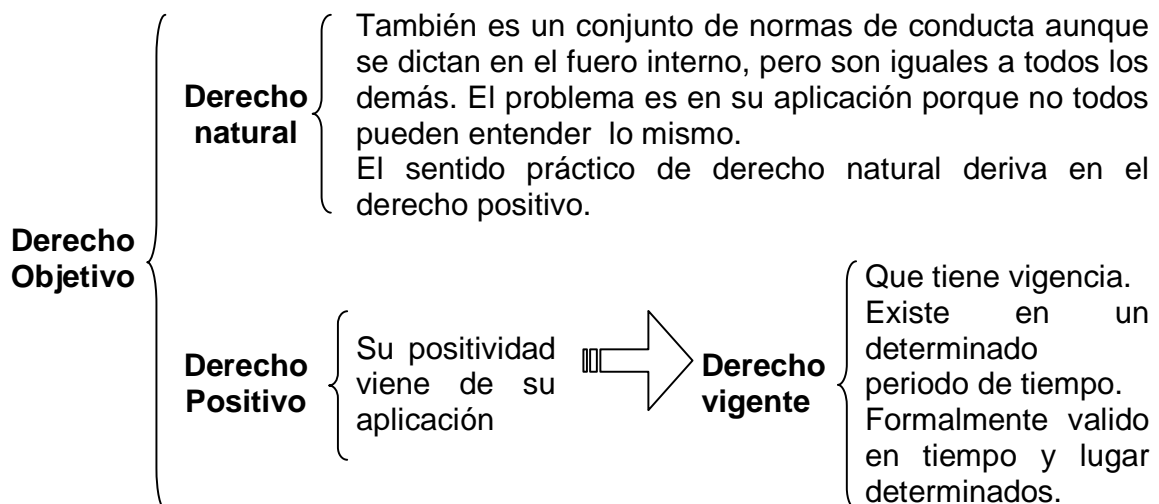 Derecho
Objetivo
Derecho
natural
También es un conjunto de normas de conducta aunque
se dictan en el fuero interno, pero son iguales a todos los
demás. El problema es en su aplicación porque no todos
pueden entender lo mismo.
El sentido práctico de derecho natural deriva en el
derecho positivo.
Derecho
Positivo
Su positividad
viene de su
aplicación
Derecho
vigente
Que tiene vigencia.
Existe en un
determinado
periodo de tiempo.
Formalmente valido
en tiempo y lugar
determinados.